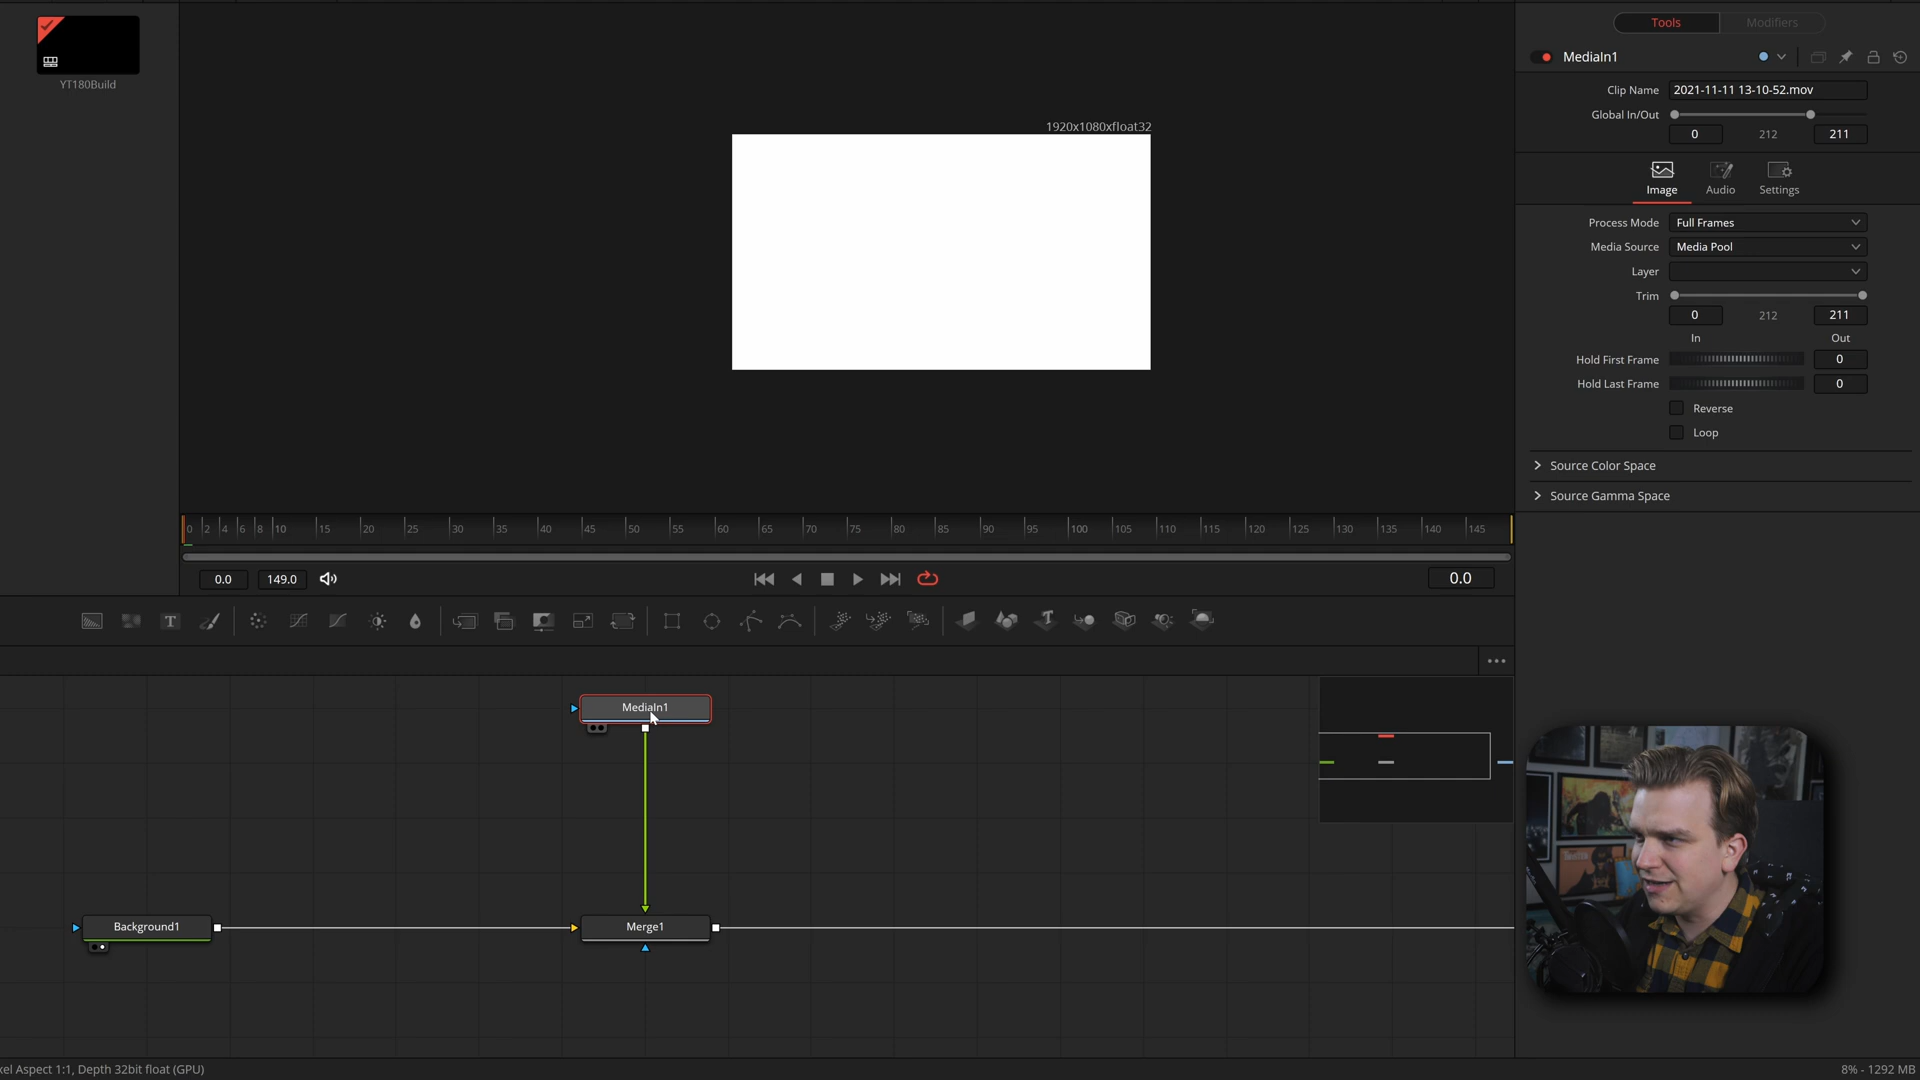 YT180Build
1920x1080xfloat32
0 2 4 6 8 10 15 20 25 30 35 40 45 50 55 60 65 70 75 80 85 90 95 100 105 110 115 120 125 130 135 140 145
0.0 149.0 0.0
T
MediaIn1
Background1
Merge1
xel Aspect 1:1, Depth 32bit float (GPU)
Tools Modifiers
MediaIn1
Clip Name 2021-11-11 13-10-52.mov
Global In/Out
0 212 211
Image Audio Settings
Process Mode Full Frames
Media Source Media Pool
Layer
Trim
0 212 211
In Out
Hold First Frame 0
Hold Last Frame 0
Reverse
Loop
Source Color Space
Source Gamma Space
8% - 1292 MB